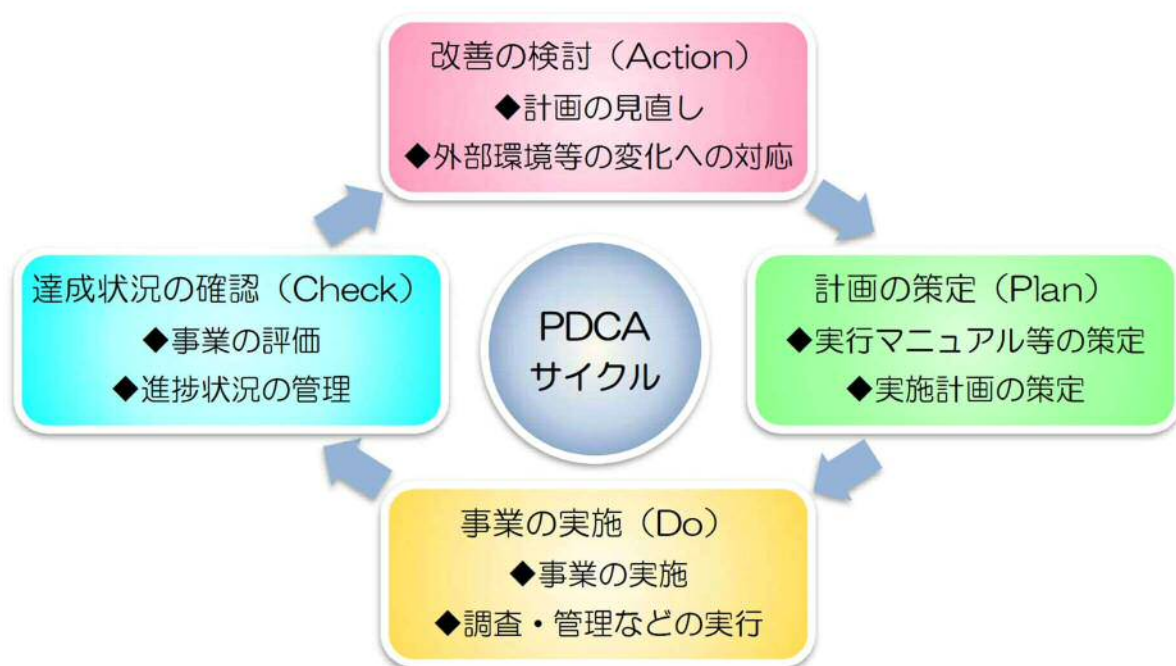 改善の検討（Action）
◆計画の見直し
◆外部環境等の変化への対応
達成状況の確認（Check）
◆事業の評価
◆進捗状況の管理
PDCA
サイクル
計画の策定（Plan）
◆実行マニュアル等の策定
◆実施計画の策定
事業の実施（Do）
◆事業の実施
◆調査・管理などの実行